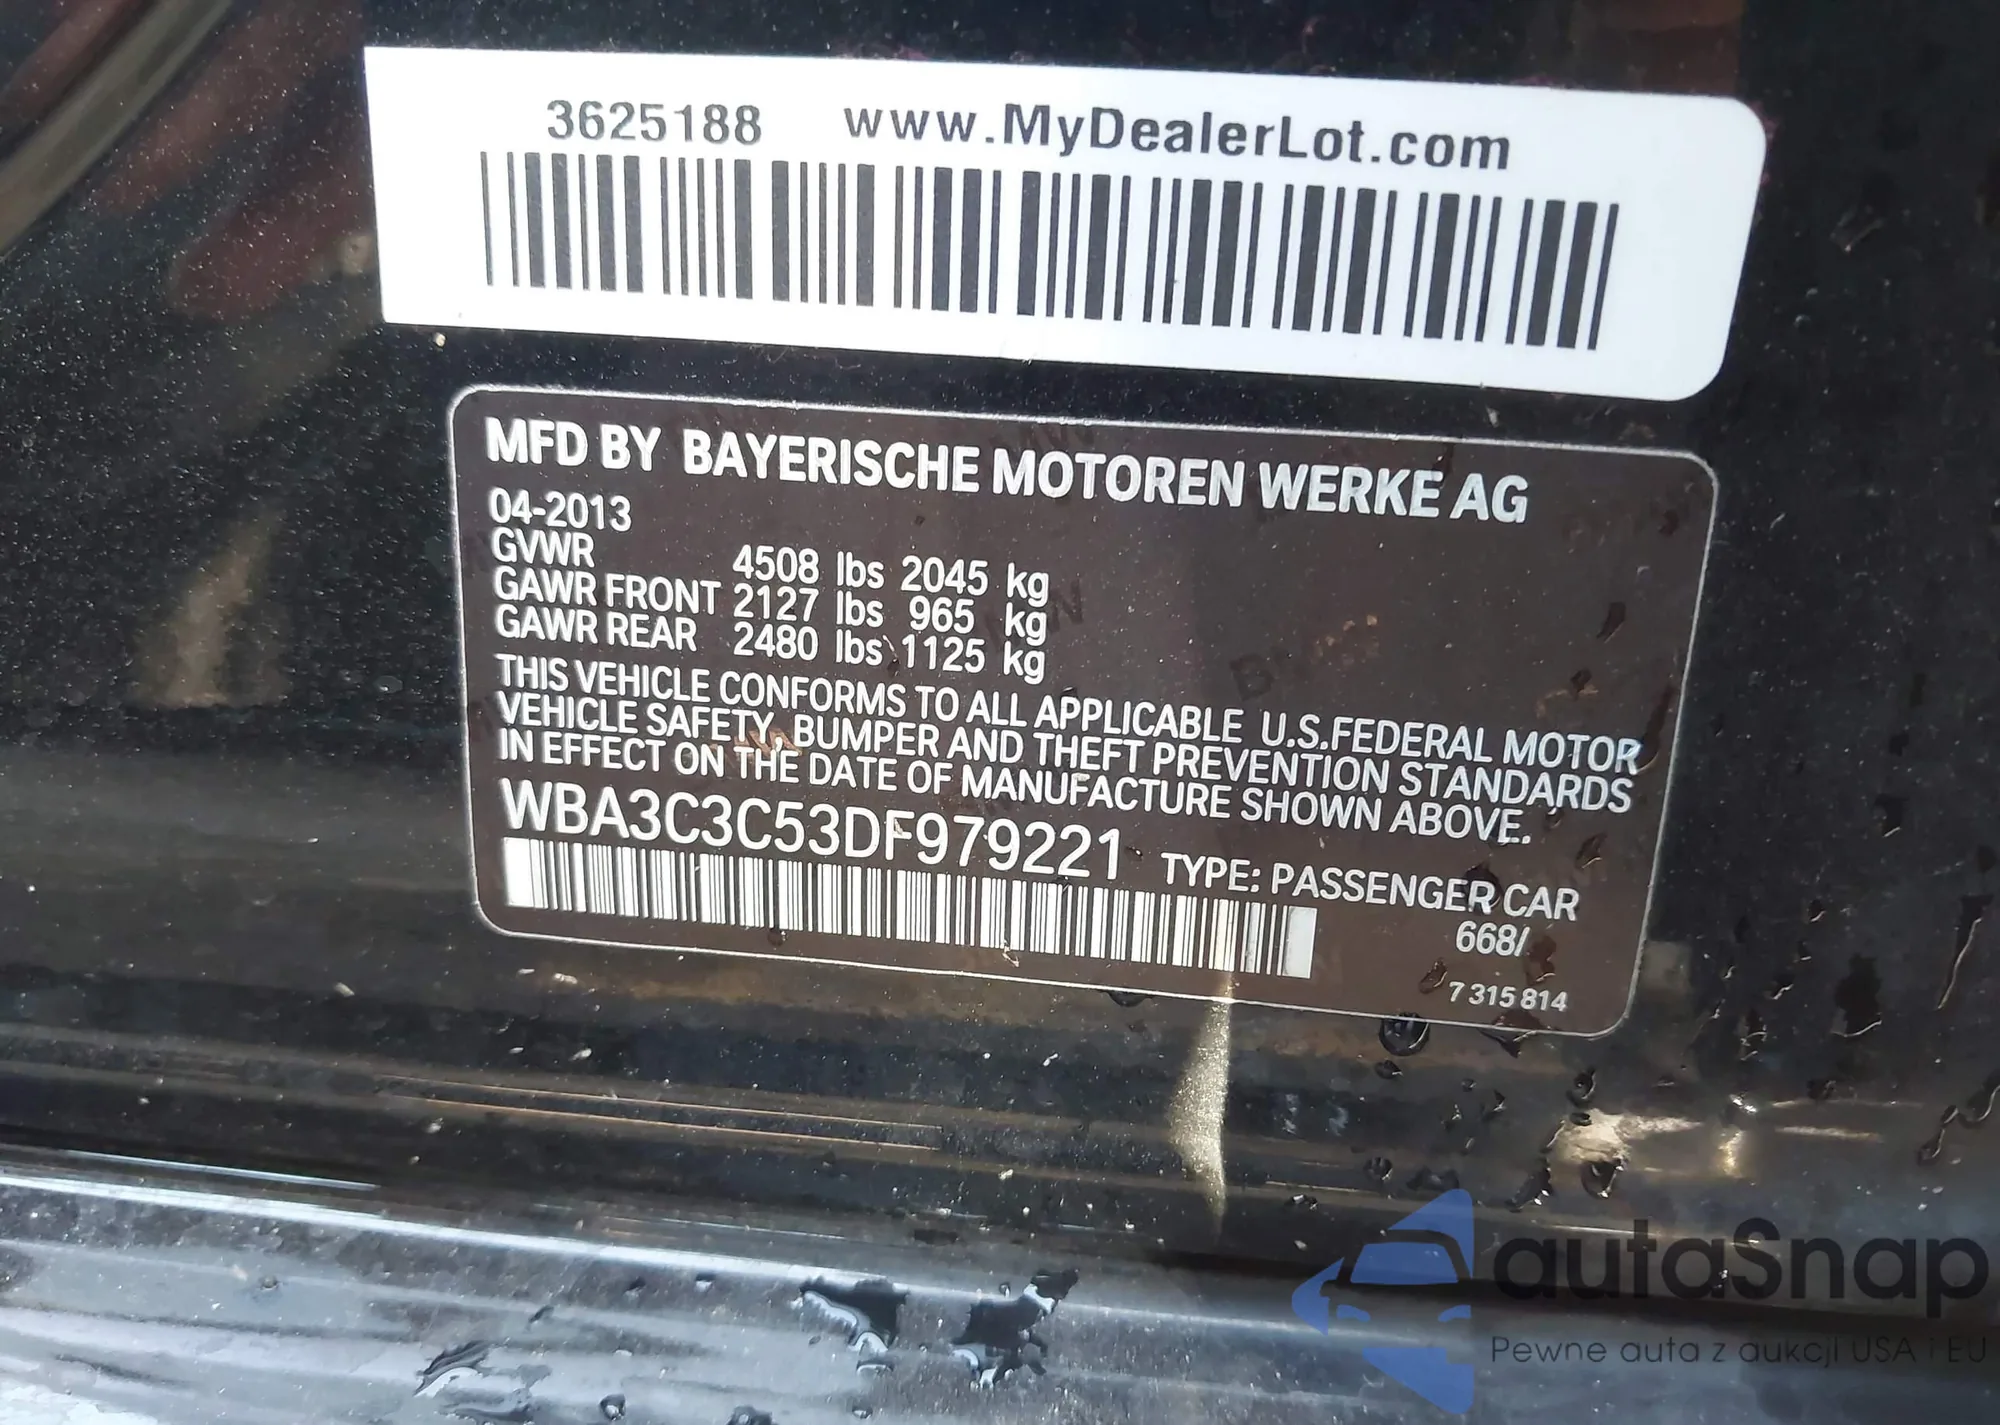 3625188 www.MyDealerLot.com
MFD BY BAYERISCHE MOTOREN WERKE AG
04-2013
GVWR 4508 lbs 2045 kg
GAWR FRONT 2127 lbs 965 kg
GAWR REAR 2480 lbs 1125 kg
THIS VEHICLE CONFORMS TO ALL APPLICABLE U.S.FEDERAL MOTOR
VEHICLE SAFETY, BUMPER AND THEFT PREVENTION STANDARDS
IN EFFECT ON THE DATE OF MANUFACTURE SHOWN ABOVE.
WBA3C3C53DF979221 TYPE: PASSENGER CAR
668/
7 315 814
autaSnap
Pewne auta z aukcji USA i EU